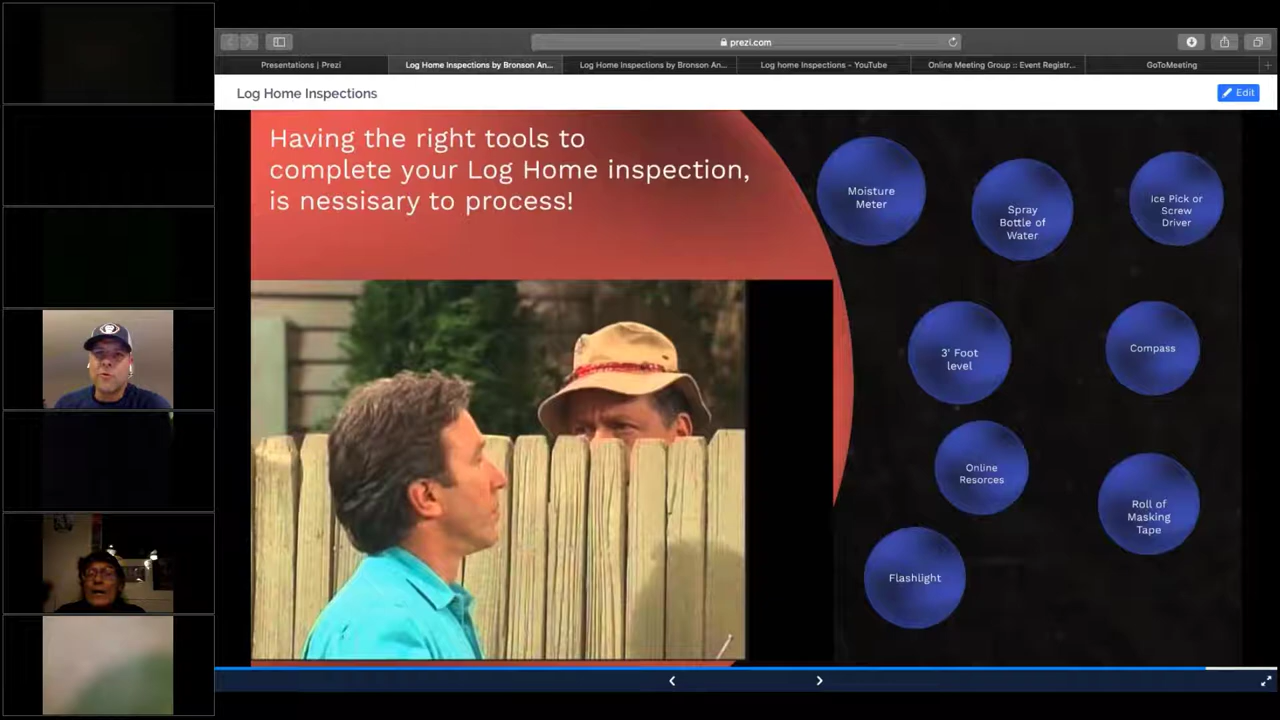 prezi.com
Presentations | Prezi
Log Home Inspections by Bronson An...
Log Home Inspections by Bronson An...
Log home Inspections - YouTube
Online Meeting Group :: Event Registr...
GoToMeeting
Log Home Inspections
Edit
Having the right tools to
complete your Log Home inspection,
is nessisary to process!
Moisture
Meter
Spray
Bottle of
Water
Ice Pick or
Screw
Driver
3' Foot
level
Compass
Online
Resorces
Roll of
Masking
Tape
Flashlight